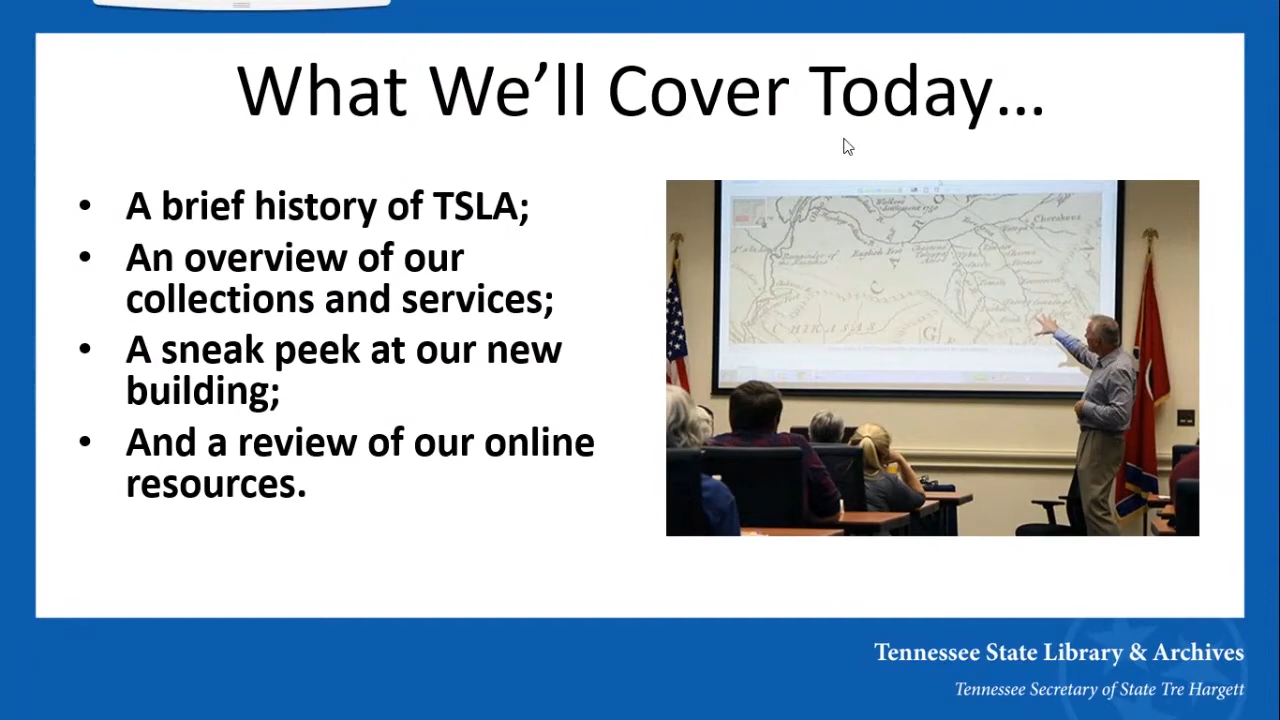 What We’ll Cover Today…
• A brief history of TSLA;
• An overview of our
collections and services;
• A sneak peek at our new
building;
• And a review of our online
resources.
CHIKASAS
G
Tennessee State Library & Archives
Tennessee Secretary of State Tre Hargett